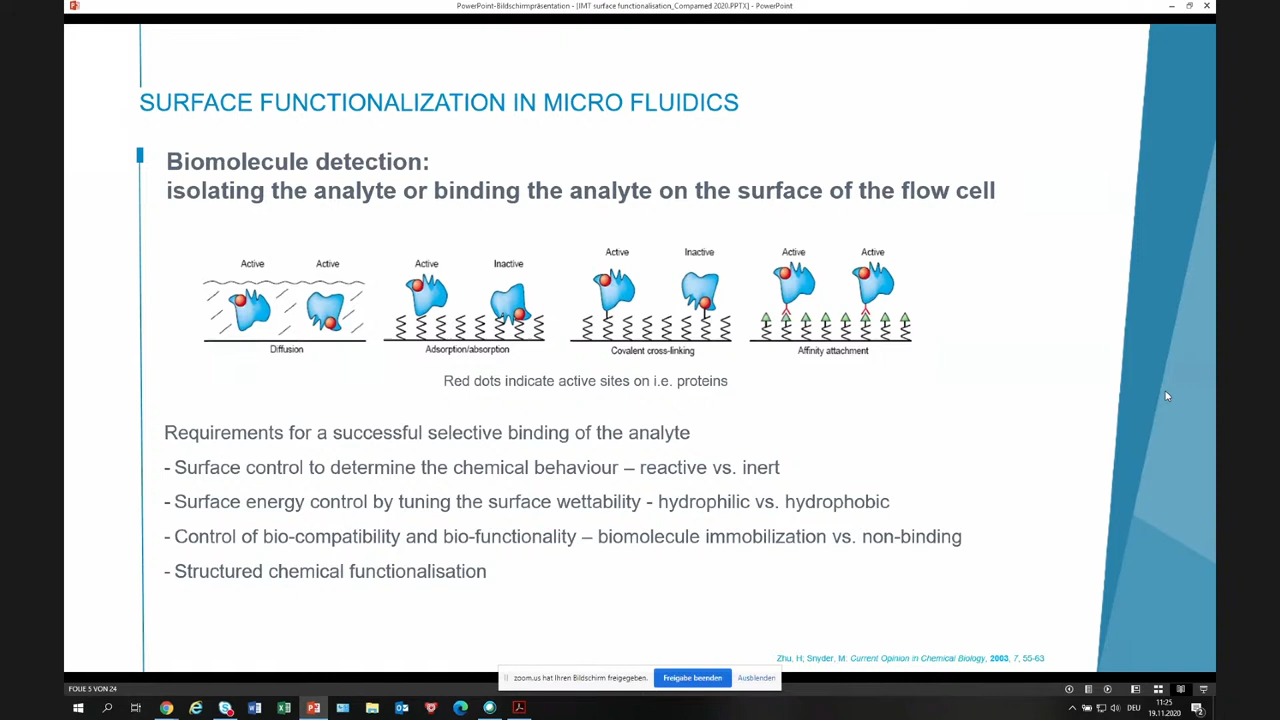 PowerPoint-Bildschirmpräsentation - [IMT surface functionalisation_Compamed 2020.PPTX] - PowerPoint
SURFACE FUNCTIONALIZATION IN MICRO FLUIDICS
Biomolecule detection:
isolating the analyte or binding the analyte on the surface of the flow cell
Active Active Active Inactive Active Inactive Active Active
Diffusion Adsorption/absorption Covalent cross-linking Affinity attachment
Red dots indicate active sites on i.e. proteins
Requirements for a successful selective binding of the analyte
- Surface control to determine the chemical behaviour – reactive vs. inert
- Surface energy control by tuning the surface wettability - hydrophilic vs. hydrophobic
- Control of bio-compatibility and bio-functionality – biomolecule immobilization vs. non-binding
- Structured chemical functionalisation
Zhu, H; Snyder, M. Current Opinion in Chemical Biology, 2003, 7, 55-63
zoom.us hat Ihren Bildschirm freigegeben. Freigabe beenden Ausblenden
FOLIE 5 VON 24
DEU 11:25
19.11.2020